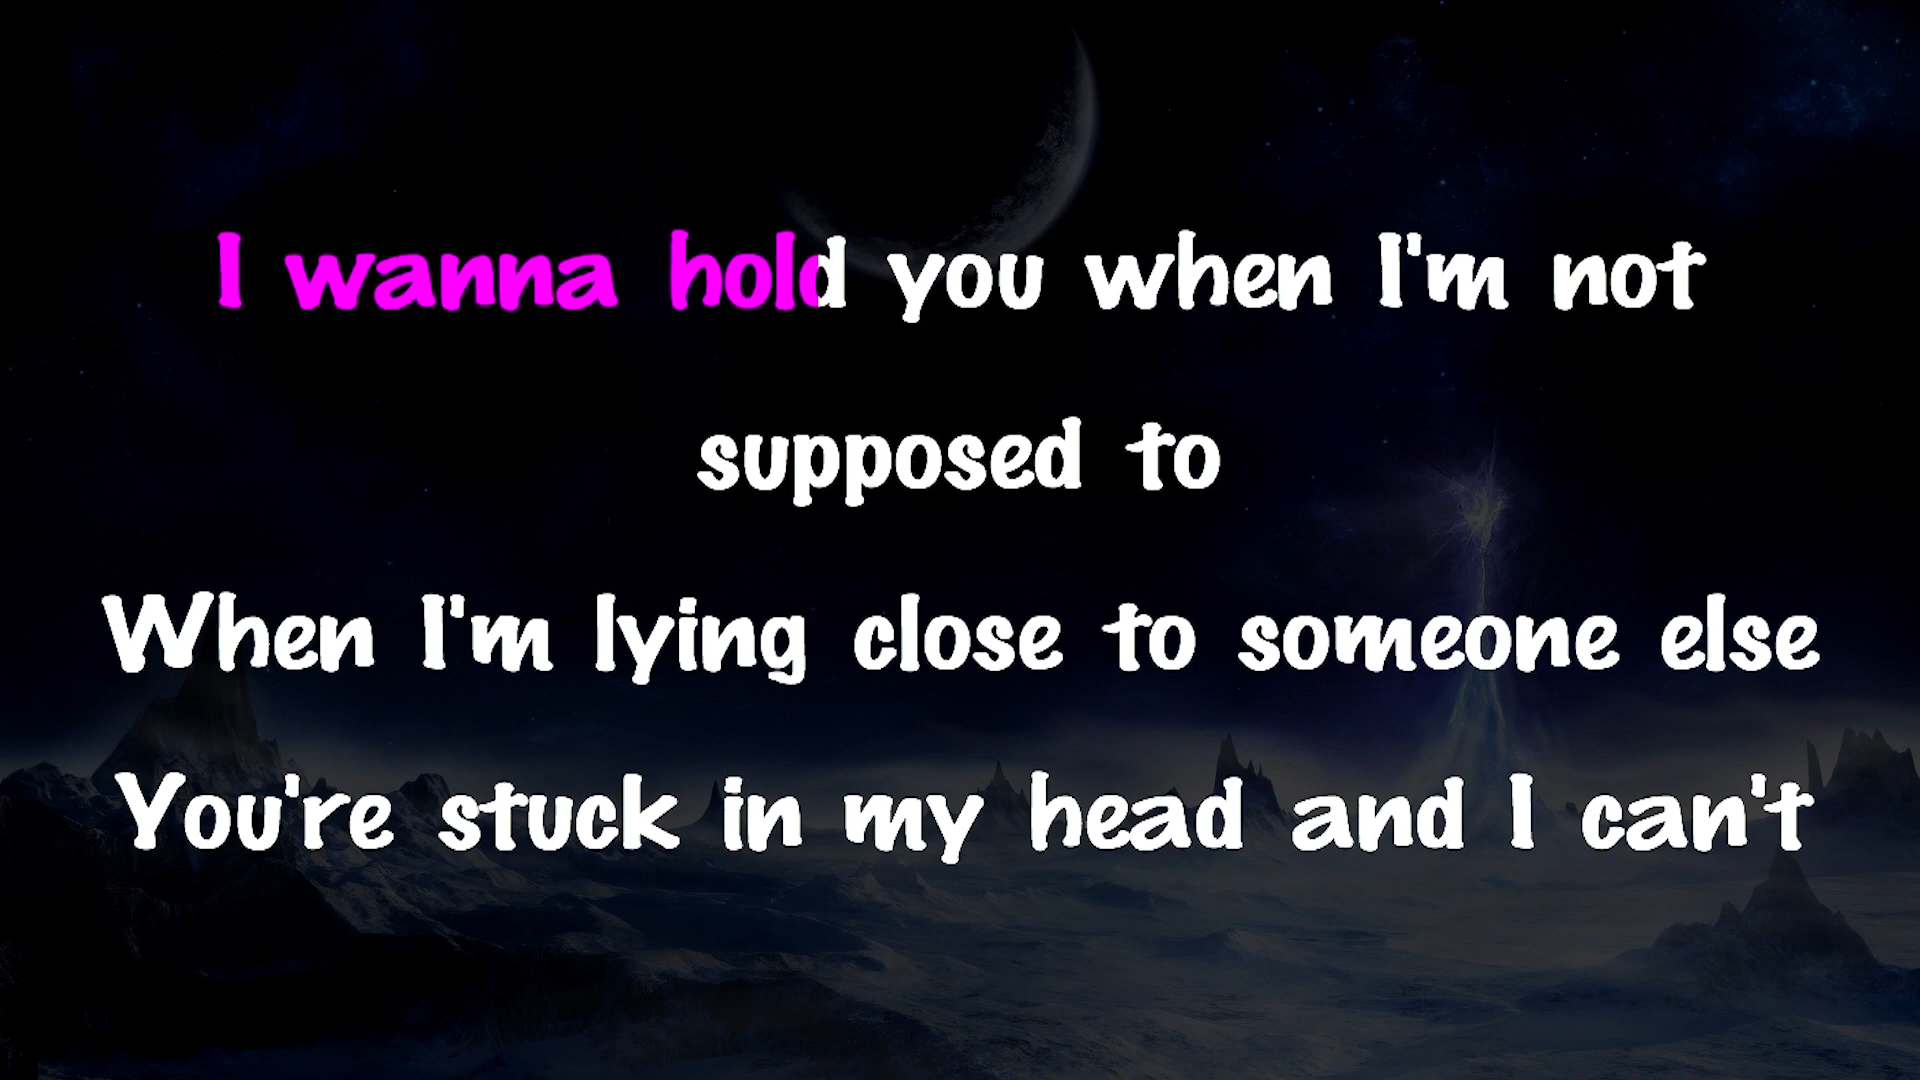 I wanna hold you when I'm not
supposed to
When I'm lying close to someone else
You're stuck in my head and I can't